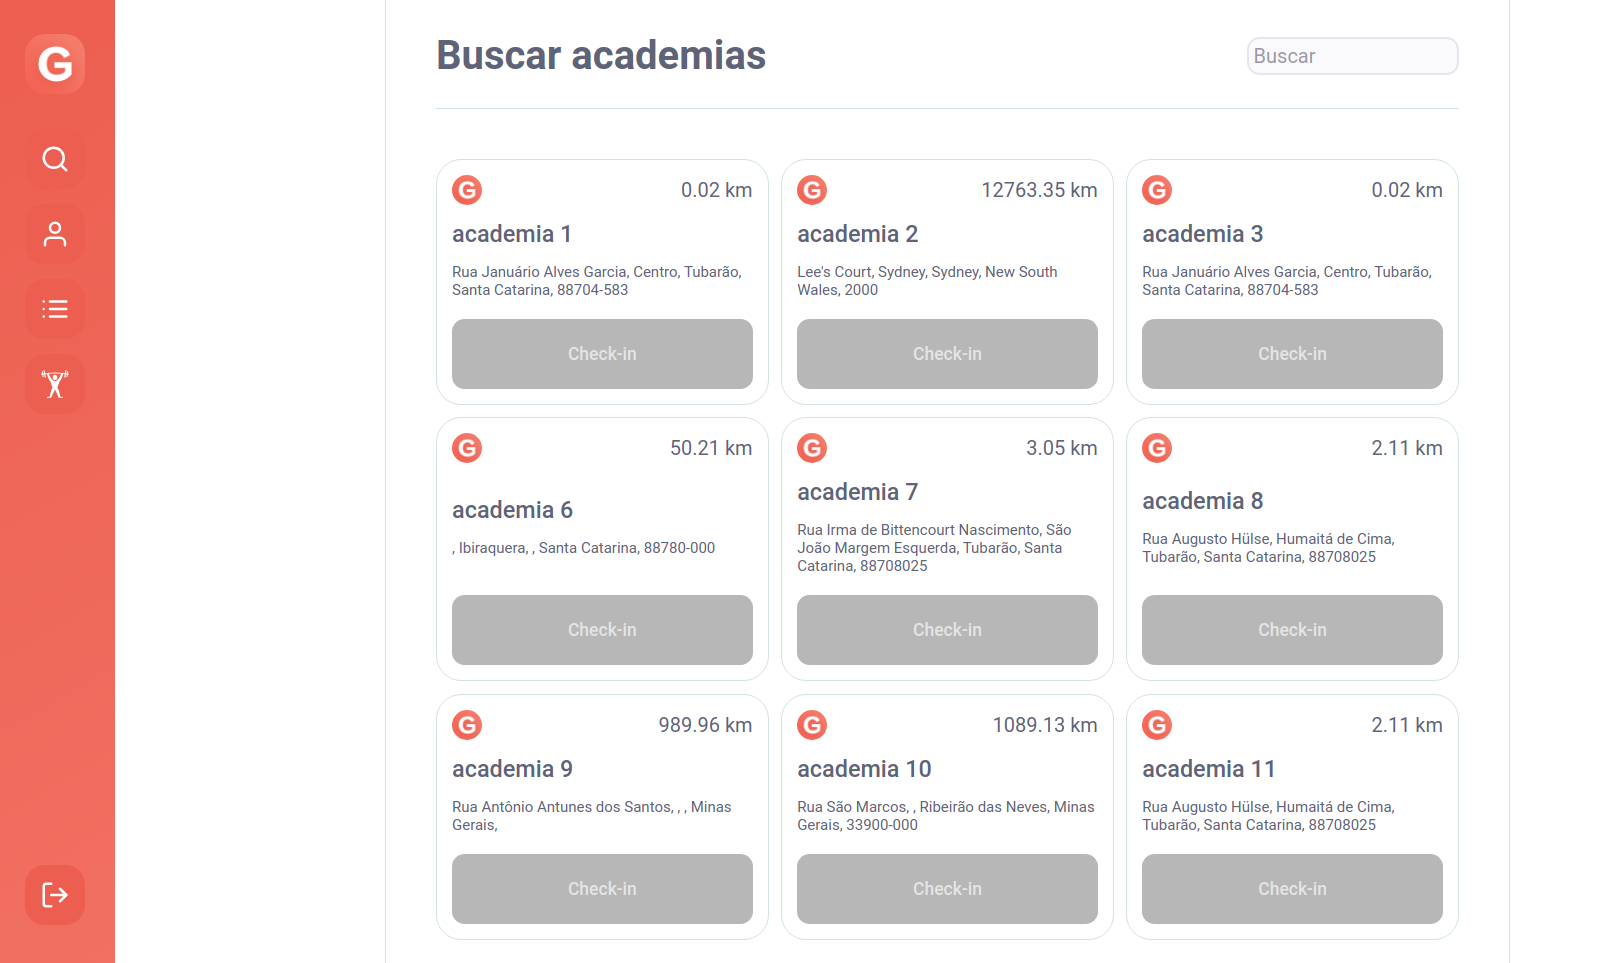 G
Buscar academias
Buscar
G
0.02 km
academia 1
Rua Januário Alves Garcia, Centro, Tubarão,
Santa Catarina, 88704-583
Check-in
G
12763.35 km
academia 2
Lee's Court, Sydney, Sydney, New South
Wales, 2000
Check-in
G
0.02 km
academia 3
Rua Januário Alves Garcia, Centro, Tubarão,
Santa Catarina, 88704-583
Check-in
G
50.21 km
academia 6
, Ibiraquera, , Santa Catarina, 88780-000
Check-in
G
3.05 km
academia 7
Rua Irma de Bittencourt Nascimento, São
João Margem Esquerda, Tubarão, Santa
Catarina, 88708025
Check-in
G
2.11 km
academia 8
Rua Augusto Hülse, Humaitá de Cima,
Tubarão, Santa Catarina, 88708025
Check-in
G
989.96 km
academia 9
Rua Antônio Antunes dos Santos, , , Minas
Gerais,
Check-in
G
1089.13 km
academia 10
Rua São Marcos, , Ribeirão das Neves, Minas
Gerais, 33900-000
Check-in
G
2.11 km
academia 11
Rua Augusto Hülse, Humaitá de Cima,
Tubarão, Santa Catarina, 88708025
Check-in